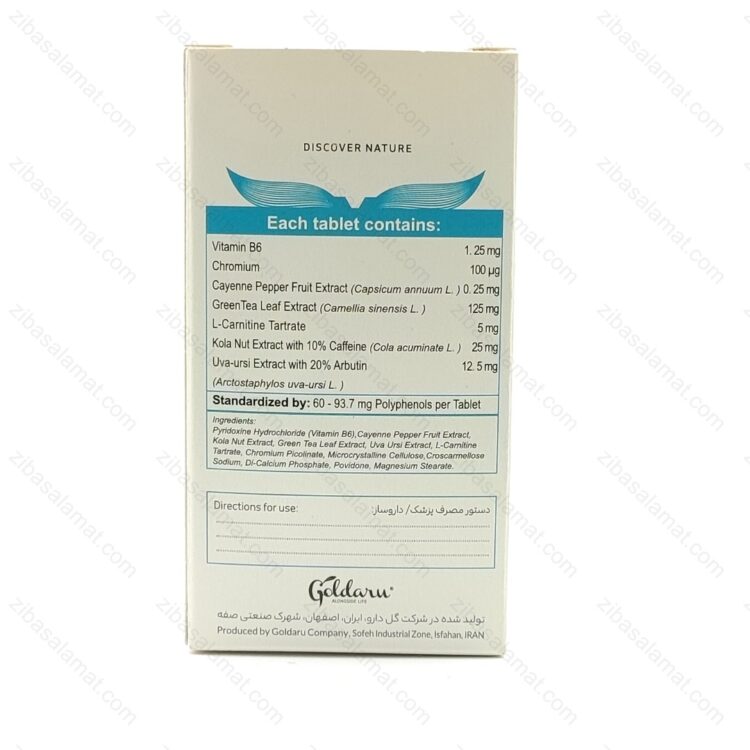 DISCOVER NATURE
Each tablet contains:
Vitamin B6 1.25 mg
Chromium 100 µg
Cayenne Pepper Fruit Extract (Capsicum annuum L. ) 0.25 mg
GreenTea Leaf Extract (Camellia sinensis L. ) 125 mg
L-Carnitine Tartrate 5 mg
Kola Nut Extract with 10% Caffeine (Cola acuminate L. ) 25 mg
Uva-ursi Extract with 20% Arbutin 12.5 mg
(Arctostaphylos uva-ursi L. )
Standardized by: 60 - 93.7 mg Polyphenols per Tablet
Ingredients:
Pyridoxine Hydrochloride (Vitamin B6),Cayenne Pepper Fruit Extract,
Kola Nut Extract, Green Tea Leaf Extract, Uva Ursi Extract, L-Carnitine
Tartrate, Chromium Picolinate, Microcrystalline Cellulose,Croscarmellose
Sodium, Di-Calcium Phosphate, Povidone, Magnesium Stearate.
Directions for use: دستور مصرف پزشک/ داروساز:
Goldaru®
ALONGSIDE LIFE
تولید شده در شرکت گل دارو، ایران، اصفهان، شهرک صنعتی صفه
Produced by Goldaru Company, Sofeh Industrial Zone, Isfahan, IRAN
zibasalamat.com